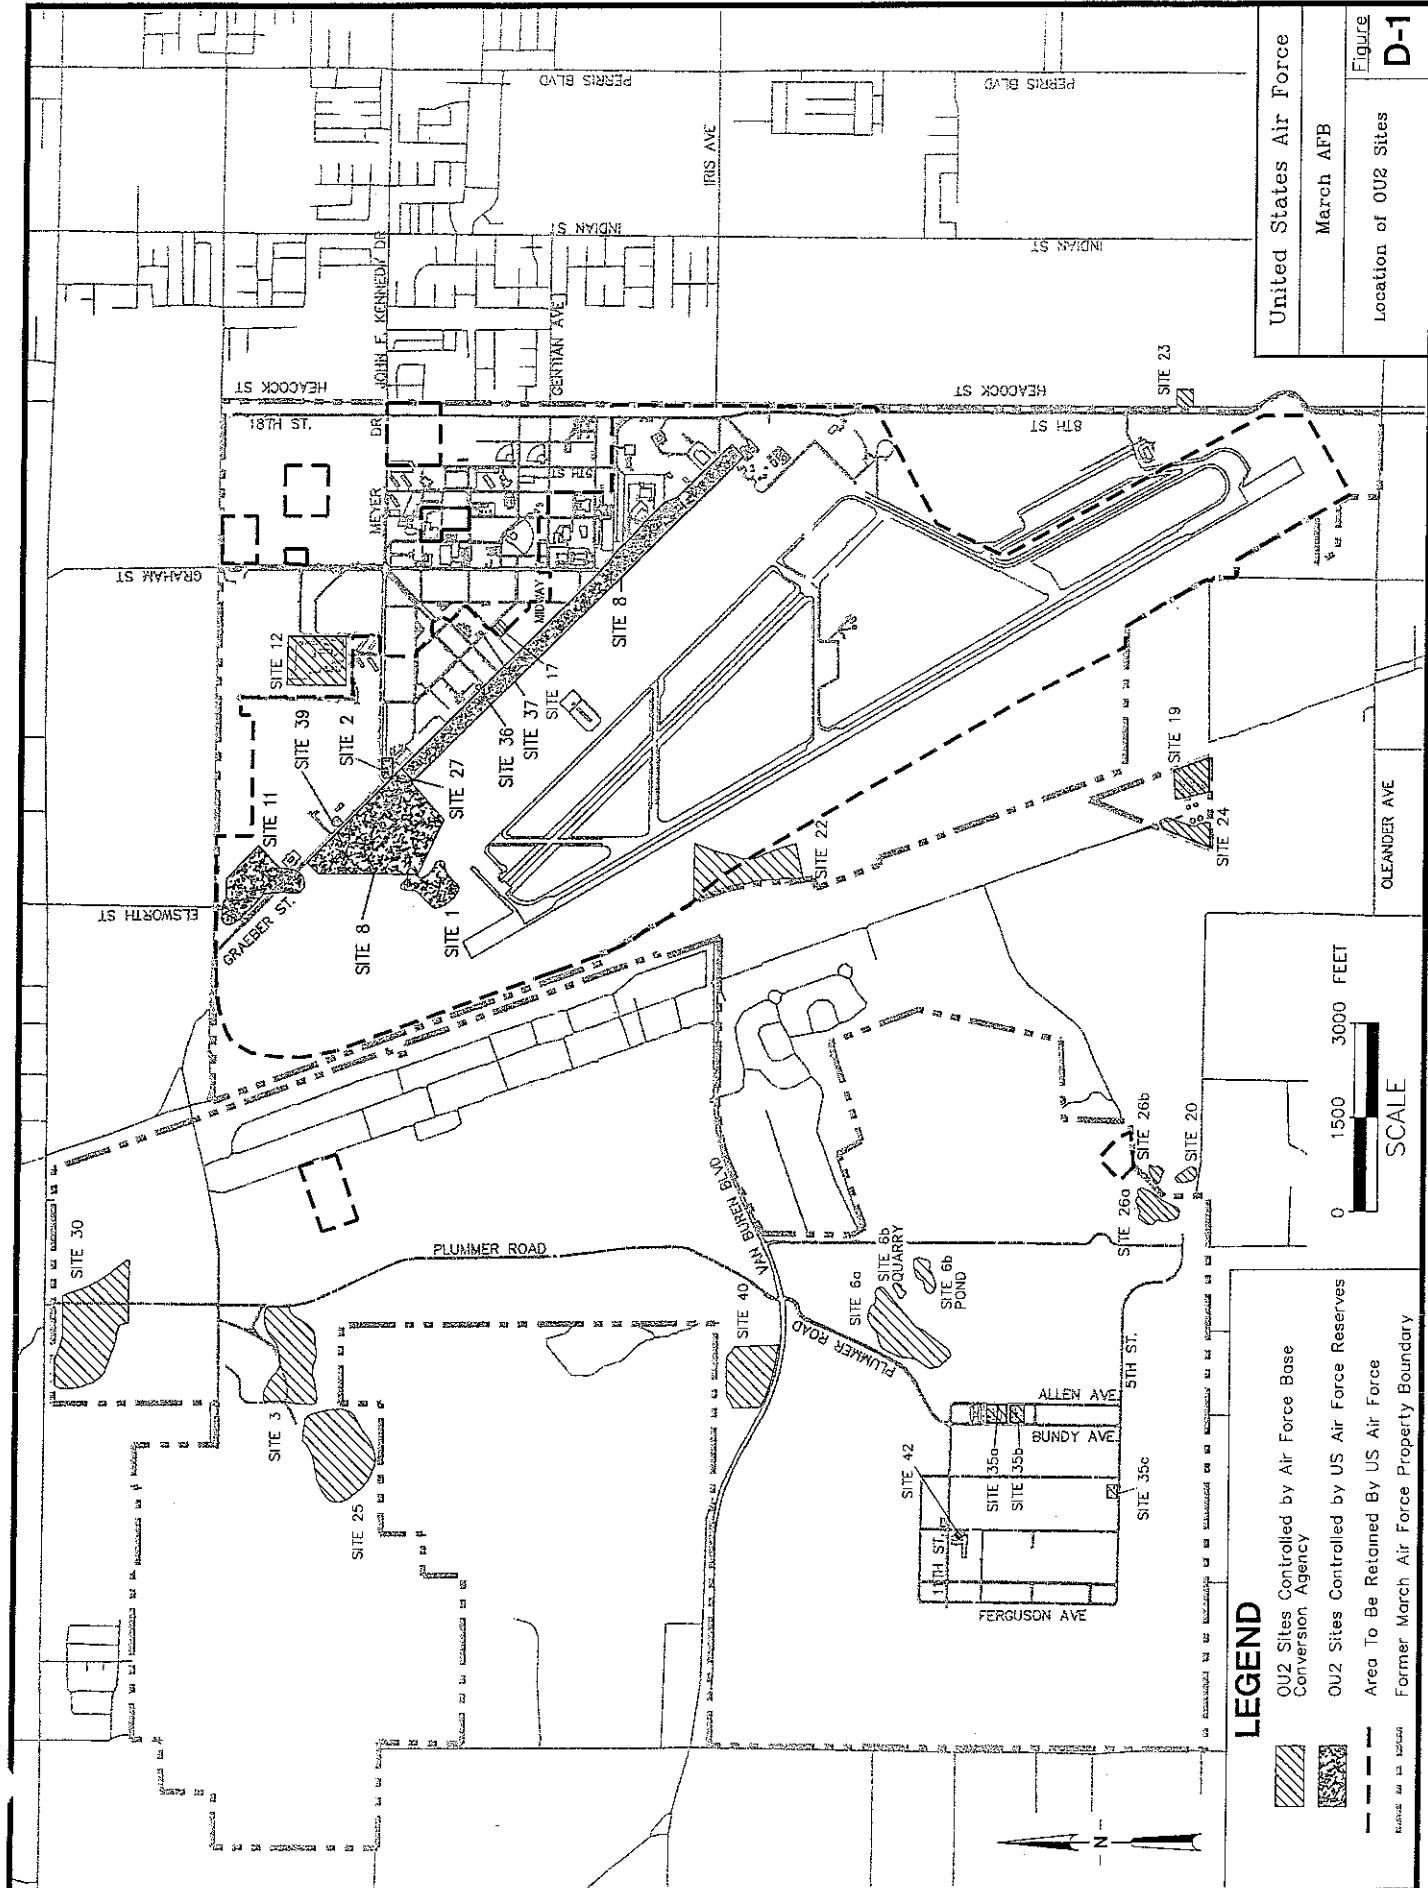 United States Air Force
March AFB
Location of OU2 Sites
Figure
D-1
PERRIS BLVD
PERRIS BLVD
IRIS AVE
INDIAN ST
INDIAN ST
JOHN F. KENNEDY DR
GENTIAN AVE
HEACOCK ST
HEACOCK ST
18TH ST.
8TH ST
MEYER DR
5TH ST
GRAHAM ST
MIDWAY
ELSWORTH ST
GRAEBER ST.
OLEANDER AVE
SITE 23
SITE 12
SITE 39
SITE 2
SITE 11
SITE 8
SITE 17
SITE 37
SITE 36
SITE 27
SITE 8
SITE 1
SITE 22
SITE 19
SITE 24
SITE 30
PLUMMER ROAD
VAN BUREN BLVD
SITE 40
SITE 3
SITE 25
PLUMMER ROAD
SITE 6a
SITE 6b
QUARRY
SITE 6b
POND
SITE 26a
SITE 26b
SITE 20
5TH ST.
ALLEN AVE
BUNDY AVE
SITE 42
SITE 35a
SITE 35b
SITE 35c
11TH ST.
FERGUSON AVE
0 1500 3000 FEET
SCALE
LEGEND
OU2 Sites Controlled by Air Force Base
Conversion Agency
OU2 Sites Controlled by US Air Force Reserves
Area To Be Retained By US Air Force
Former March Air Force Property Boundary
-N-